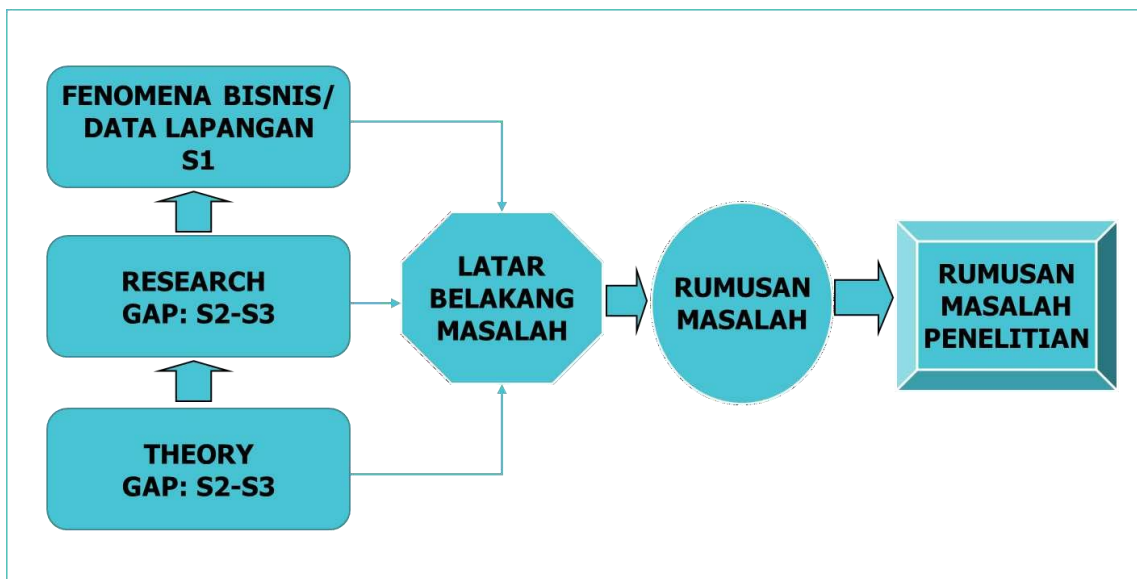 FENOMENA BISNIS/
DATA LAPANGAN
S1
RESEARCH
GAP: S2-S3
THEORY
GAP: S2-S3
LATAR
BELAKANG
MASALAH
RUMUSAN
MASALAH
RUMUSAN
MASALAH
PENELITIAN